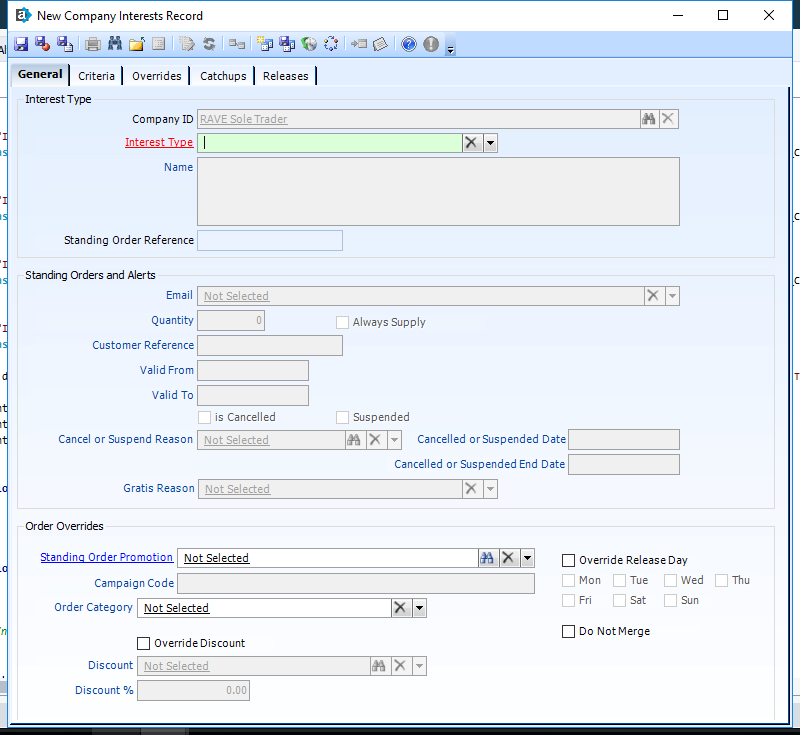 New Company Interests Record
General Criteria Overrides Catchups Releases
Interest Type
Company ID RAVE Sole Trader
Interest Type
Name
Standing Order Reference
Standing Orders and Alerts
Email Not Selected
Quantity 0 Always Supply
Customer Reference
Valid From
Valid To
is Cancelled Suspended
Cancel or Suspend Reason Not Selected Cancelled or Suspended Date
Cancelled or Suspended End Date
Gratis Reason Not Selected
Order Overrides
Standing Order Promotion Not Selected Override Release Day
Campaign Code Mon Tue Wed Thu
Order Category Not Selected Fri Sat Sun
Do Not Merge
Override Discount
Discount Not Selected
Discount % 0.00